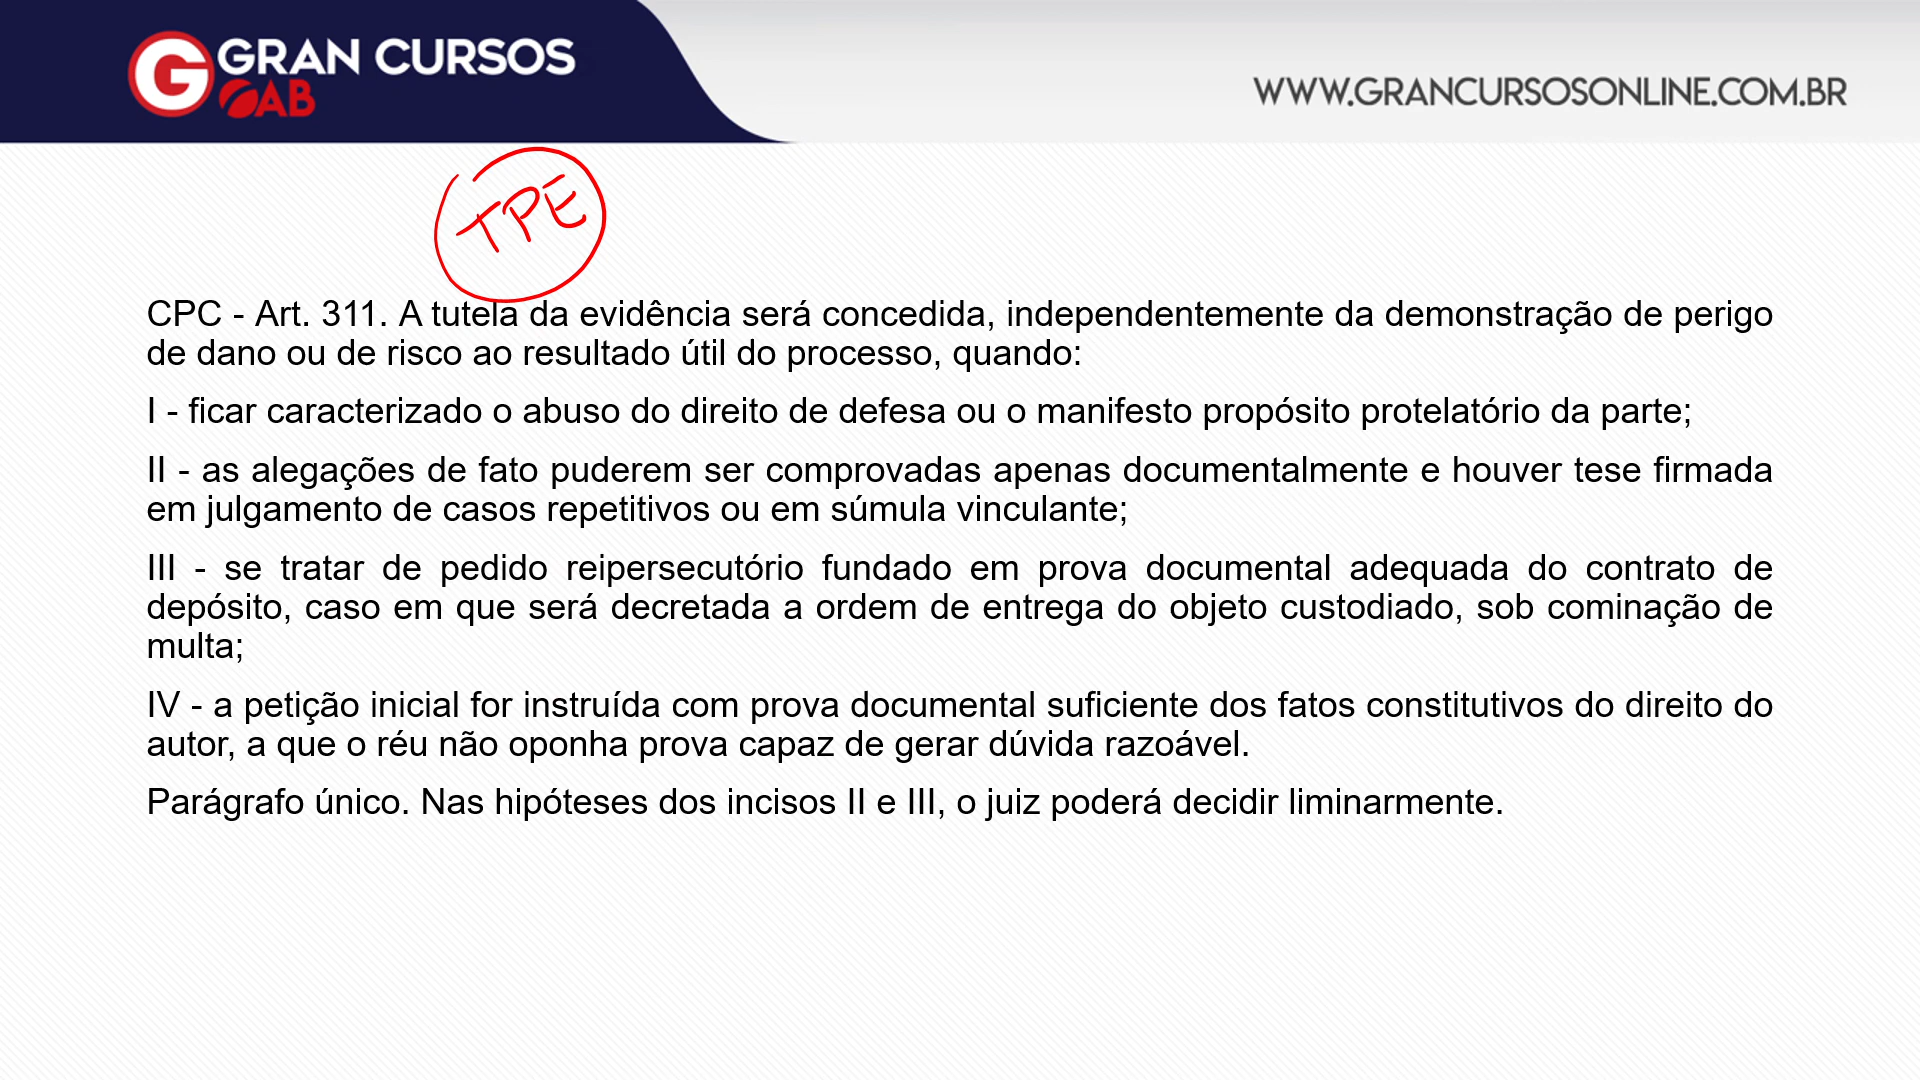 GRAN CURSOS
OAB
WWW.GRANCURSOSONLINE.COM.BR
TPE
CPC - Art. 311. A tutela da evidência será concedida, independentemente da demonstração de perigo
de dano ou de risco ao resultado útil do processo, quando:
I - ficar caracterizado o abuso do direito de defesa ou o manifesto propósito protelatório da parte;
II - as alegações de fato puderem ser comprovadas apenas documentalmente e houver tese firmada
em julgamento de casos repetitivos ou em súmula vinculante;
III - se tratar de pedido reipersecutório fundado em prova documental adequada do contrato de
depósito, caso em que será decretada a ordem de entrega do objeto custodiado, sob cominação de
multa;
IV - a petição inicial for instruída com prova documental suficiente dos fatos constitutivos do direito do
autor, a que o réu não oponha prova capaz de gerar dúvida razoável.
Parágrafo único. Nas hipóteses dos incisos II e III, o juiz poderá decidir liminarmente.